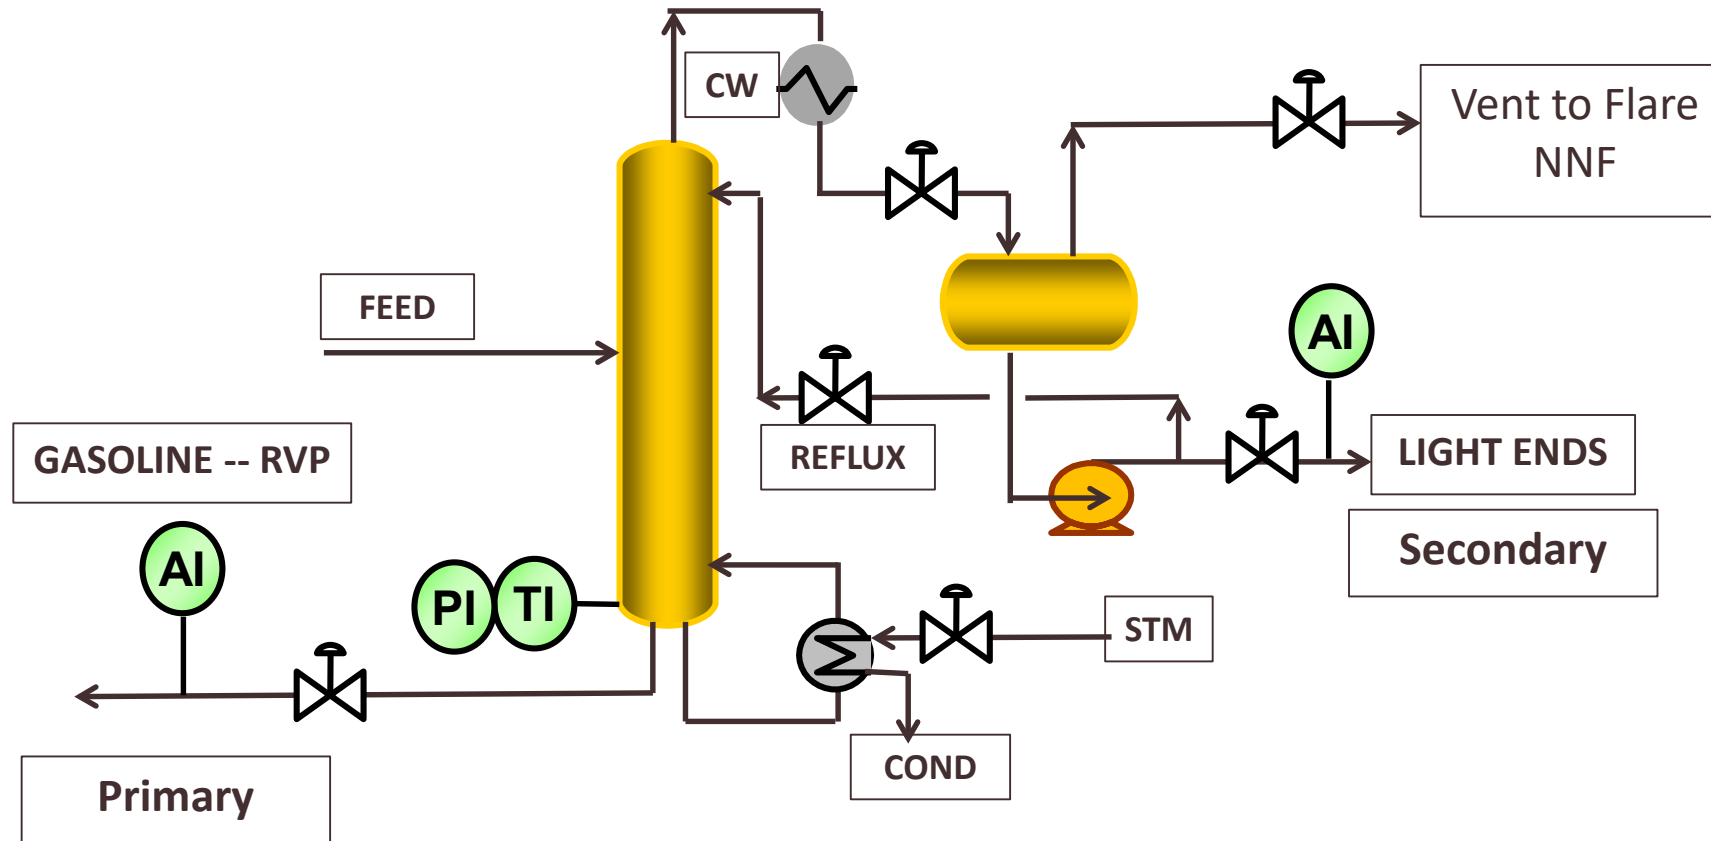 CW
Vent to Flare
NNF
FEED
AI
GASOLINE -- RVP
REFLUX
LIGHT ENDS
Secondary
AI
PI
TI
STM
COND
Primary